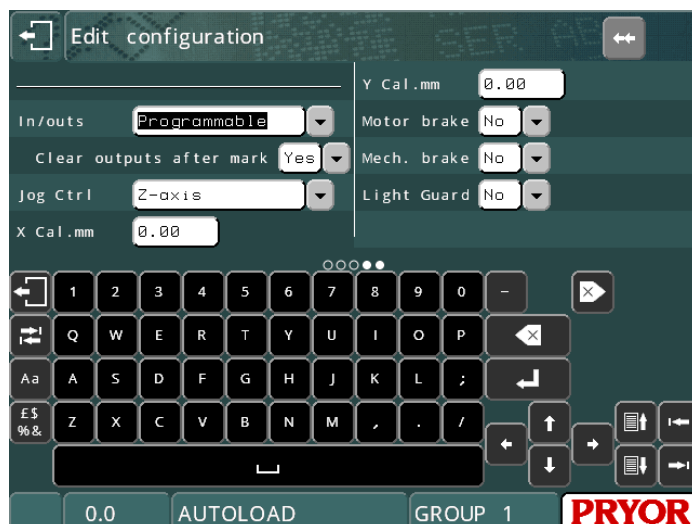 Edit configuration
In/outs Programmable
Clear outputs after mark Yes
Jog Ctrl Z-axis
X Cal.mm 0.00
Y Cal.mm 0.00
Motor brake No
Mech. brake No
Light Guard No
1 2 3 4 5 6 7 8 9 0 -
Q W E R T Y U I O P
Aa A S D F G H J K L ;
£$%& Z X C V B N M , . /
0.0 AUTOLOAD GROUP 1 PRYOR